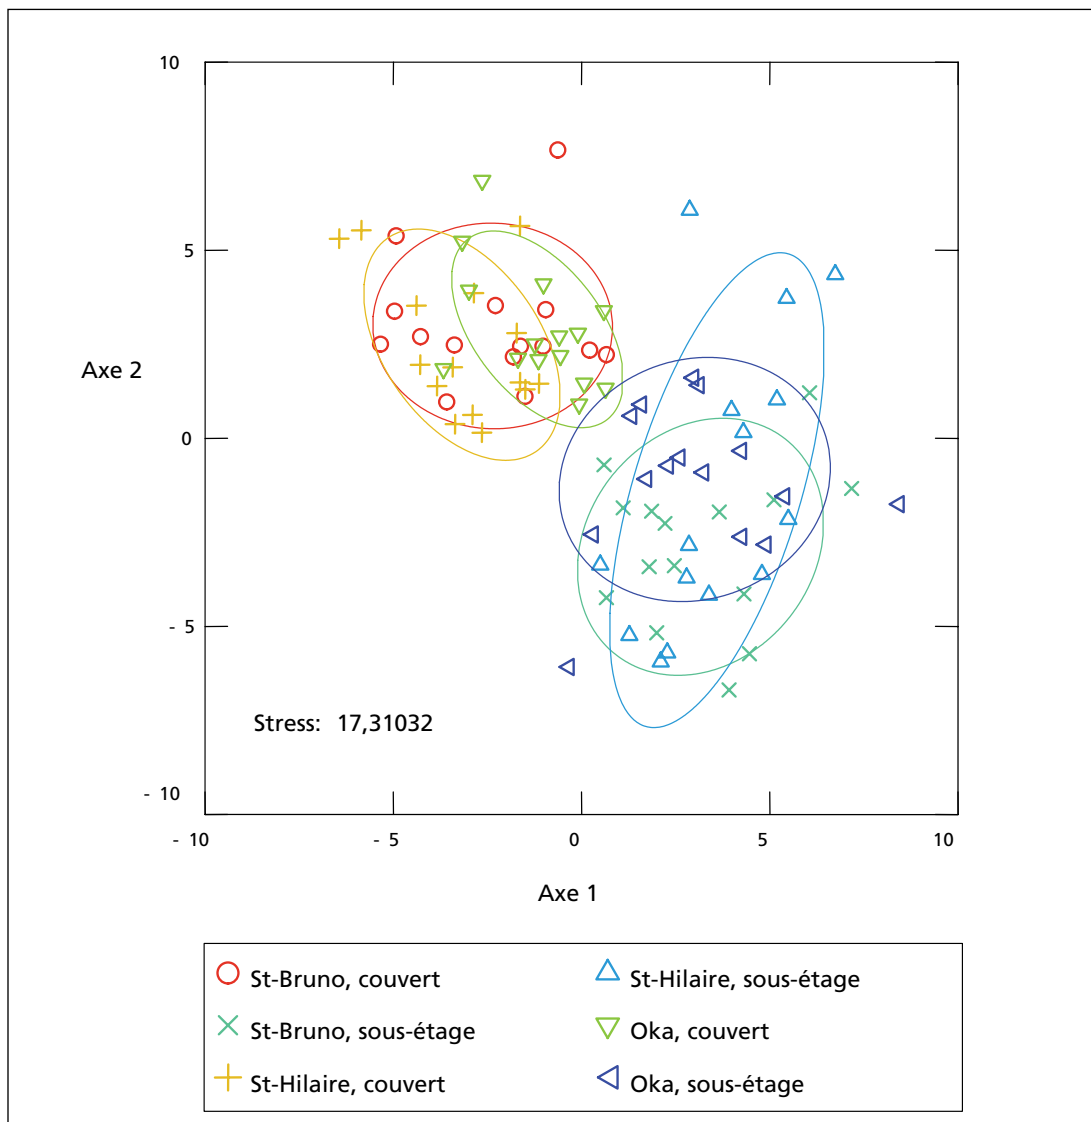 10
5
Axe 2
0
- 5
Stress: 17,31032
- 10
- 10
- 5
0
5
10
Axe 1
St-Bruno, couvert
St-Hilaire, sous-étage
St-Bruno, sous-étage
Oka, couvert
St-Hilaire, couvert
Oka, sous-étage